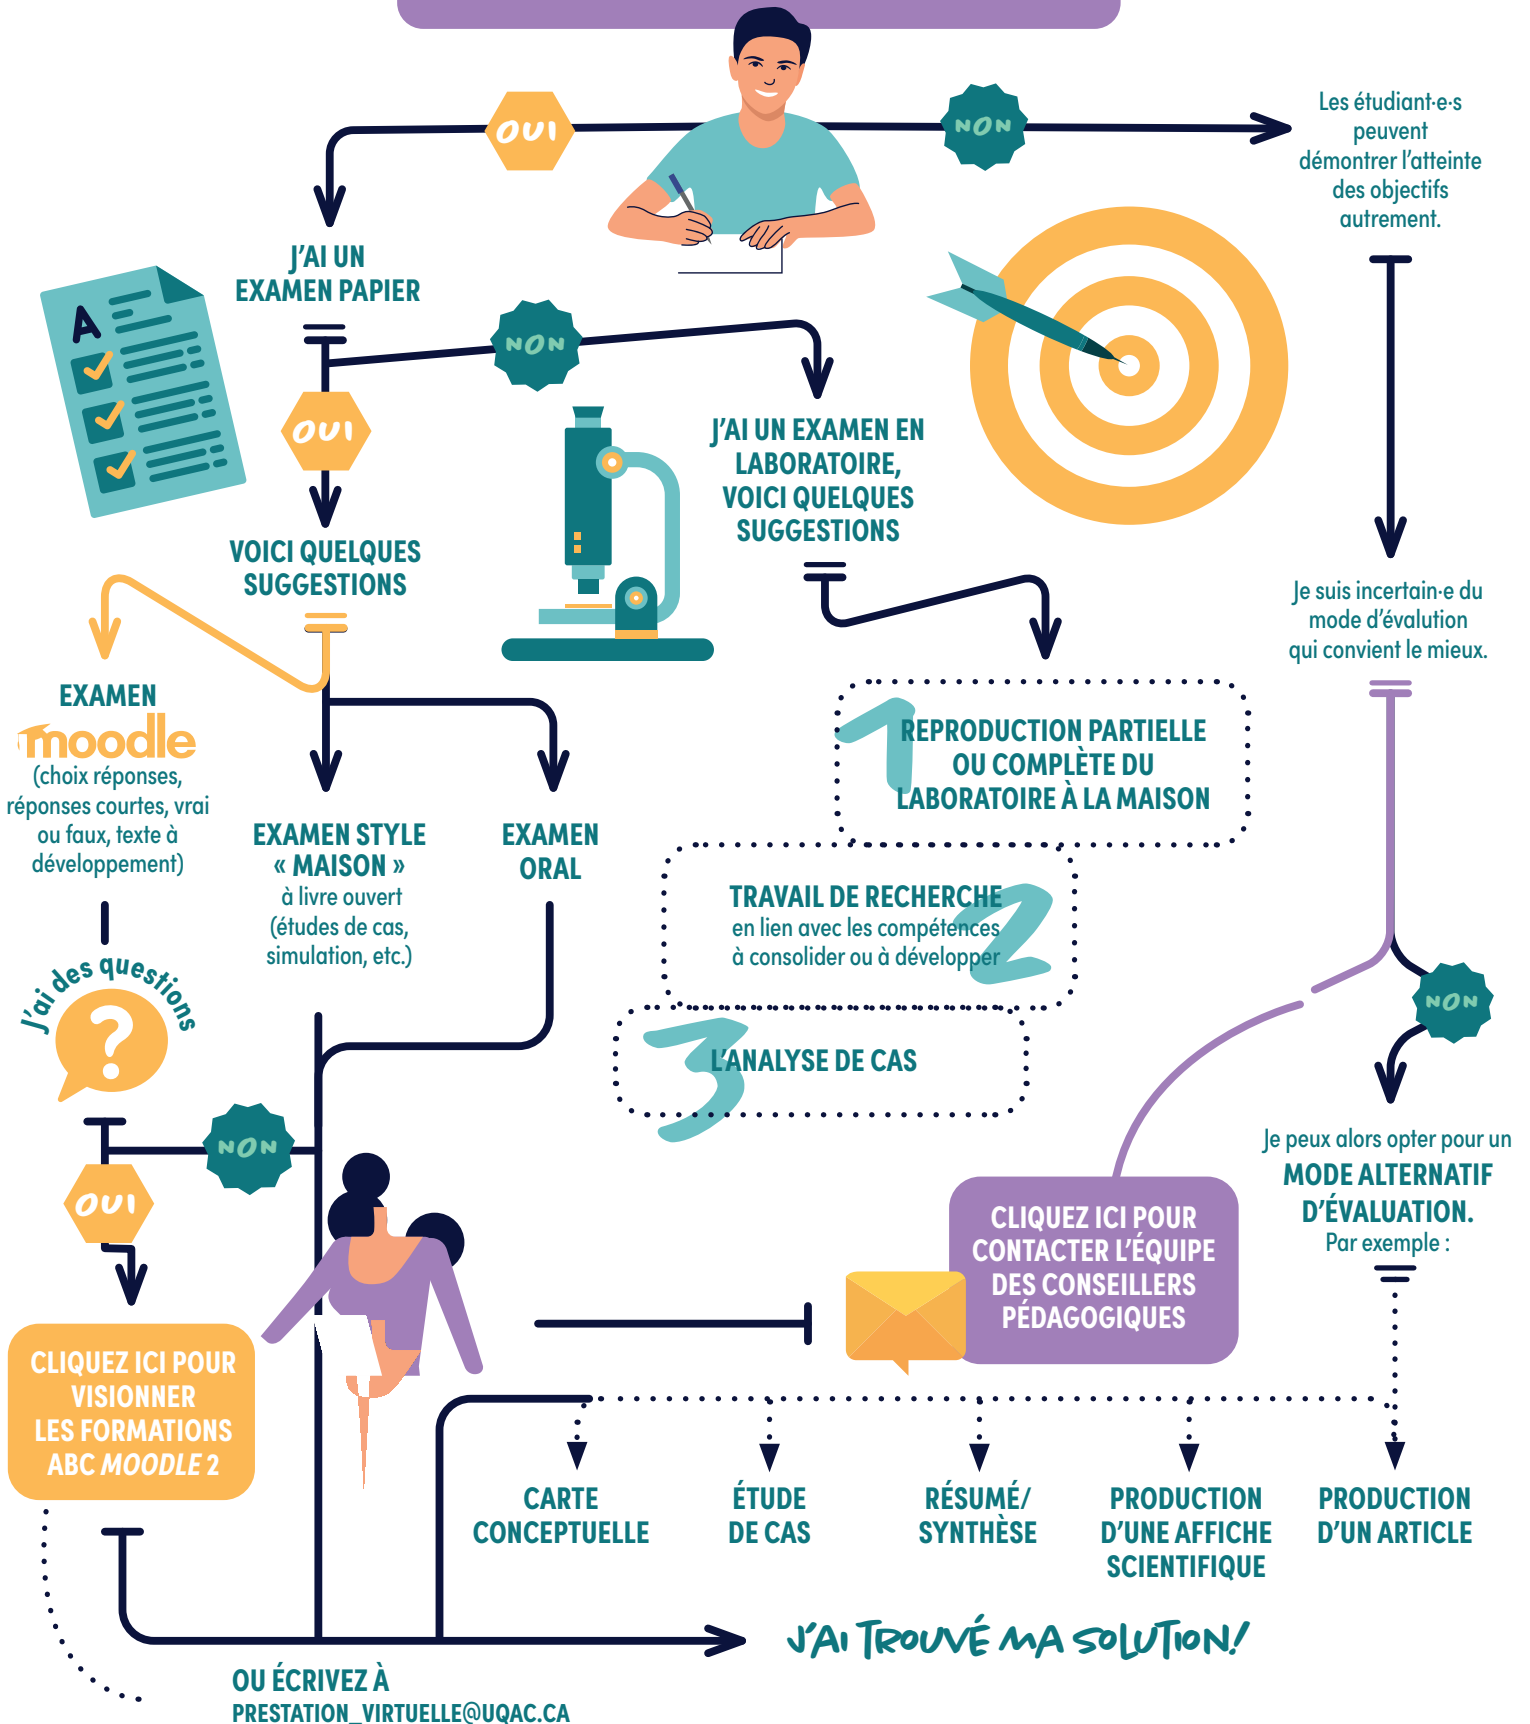 OUI
NON
Les étudiant·e·s
peuvent
démontrer l'atteinte
des objectifs
autrement.
J'AI UN
EXAMEN PAPIER
A
NON
OUI
J'AI UN EXAMEN EN
LABORATOIRE,
VOICI QUELQUES
SUGGESTIONS
VOICI QUELQUES
SUGGESTIONS
Je suis incertain·e du
mode d'évalution
qui convient le mieux.
EXAMEN
moodle
(choix réponses,
réponses courtes, vrai
ou faux, texte à
développement)
EXAMEN STYLE
« MAISON »
à livre ouvert
(études de cas,
simulation, etc.)
EXAMEN
ORAL
1
REPRODUCTION PARTIELLE
OU COMPLÈTE DU
LABORATOIRE À LA MAISON
2
TRAVAIL DE RECHERCHE
en lien avec les compétences
à consolider ou à développer
3
L'ANALYSE DE CAS
J'ai des questions
?
NON
OUI
NON
Je peux alors opter pour un
MODE ALTERNATIF
D'ÉVALUATION.
Par exemple :
CLIQUEZ ICI POUR
CONTACTER L'ÉQUIPE
DES CONSEILLERS
PÉDAGOGIQUES
CLIQUEZ ICI POUR
VISIONNER
LES FORMATIONS
ABC MOODLE 2
CARTE
CONCEPTUELLE
ÉTUDE
DE CAS
RÉSUMÉ/
SYNTHÈSE
PRODUCTION
D'UNE AFFICHE
SCIENTIFIQUE
PRODUCTION
D'UN ARTICLE
J'AI TROUVÉ MA SOLUTION!
OU ÉCRIVEZ À
PRESTATION_VIRTUELLE@UQAC.CA